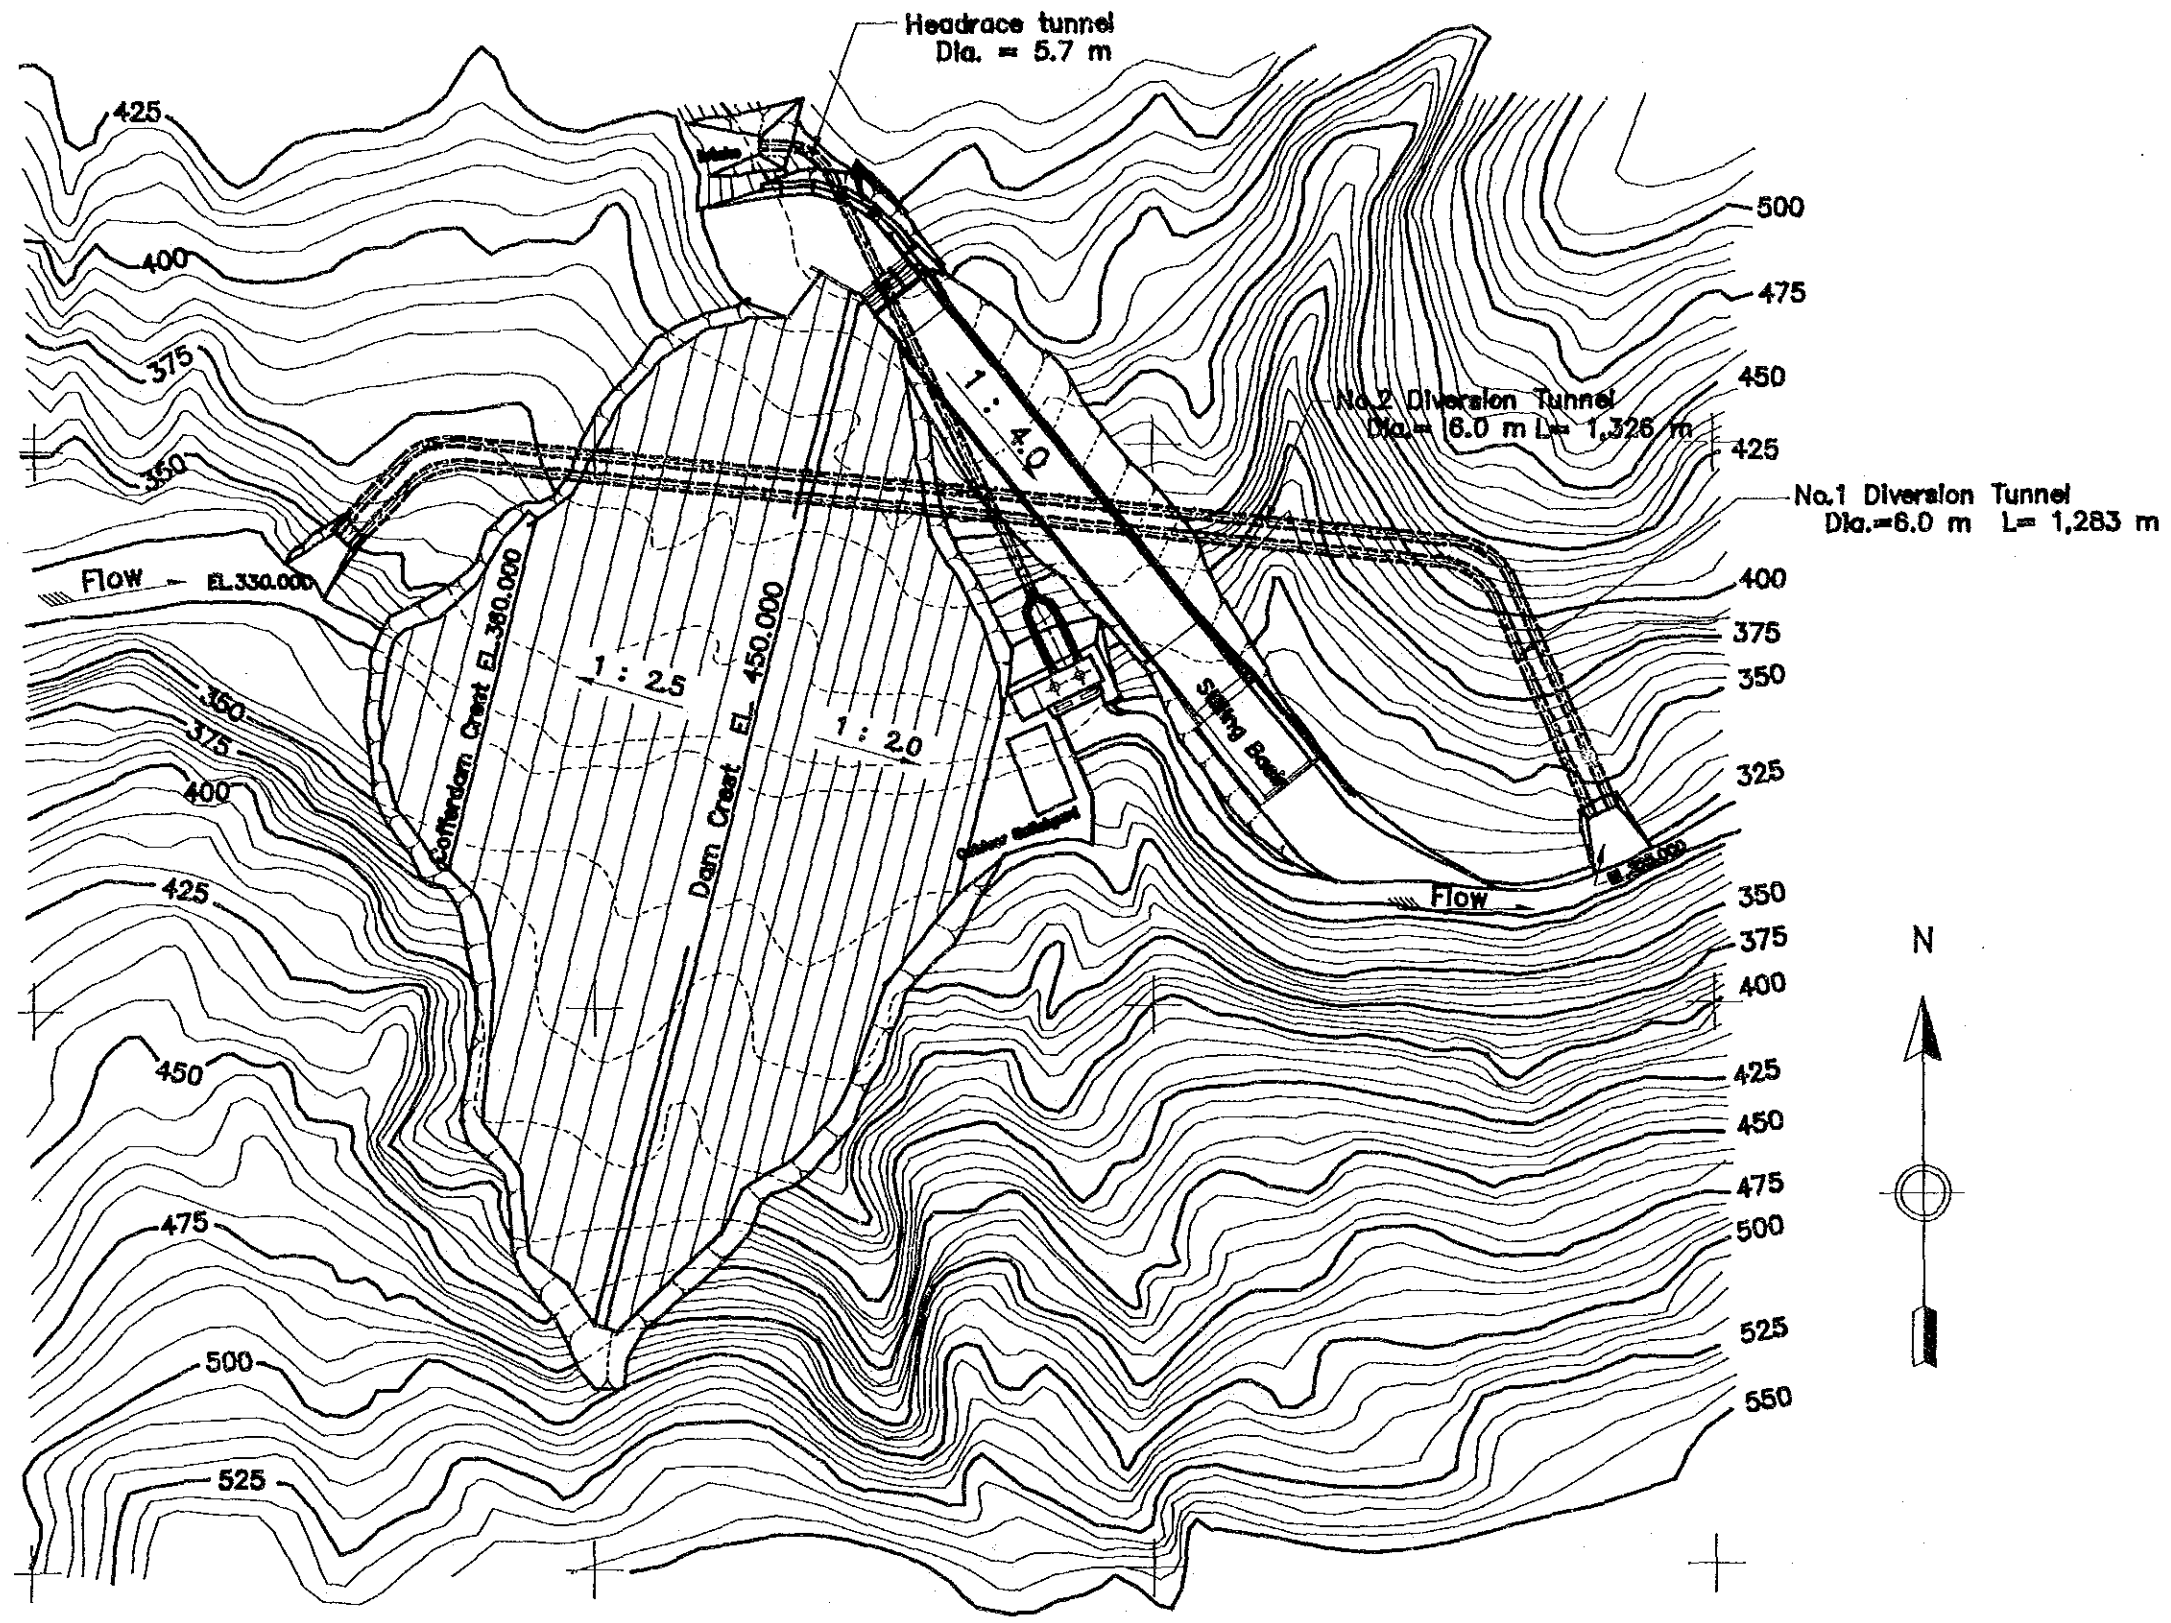 Headrace tunnel
Dia. = 5.7 m
425
400
375
350
Flow
EL.330.000
Cofferdam Crest EL.380.000
1 : 2.5
Dam Crest EL. 450.000
1 : 2.0
1 : 4.0
Stilling Basin
No.2 Diversion Tunnel
Dia.= 6.0 m L= 1,326 m
No.1 Diversion Tunnel
Dia.=6.0 m L= 1,283 m
500
475
450
425
400
375
350
325
Flow
350
375
400
425
450
475
500
525
550
350
375
400
425
450
475
500
525
N